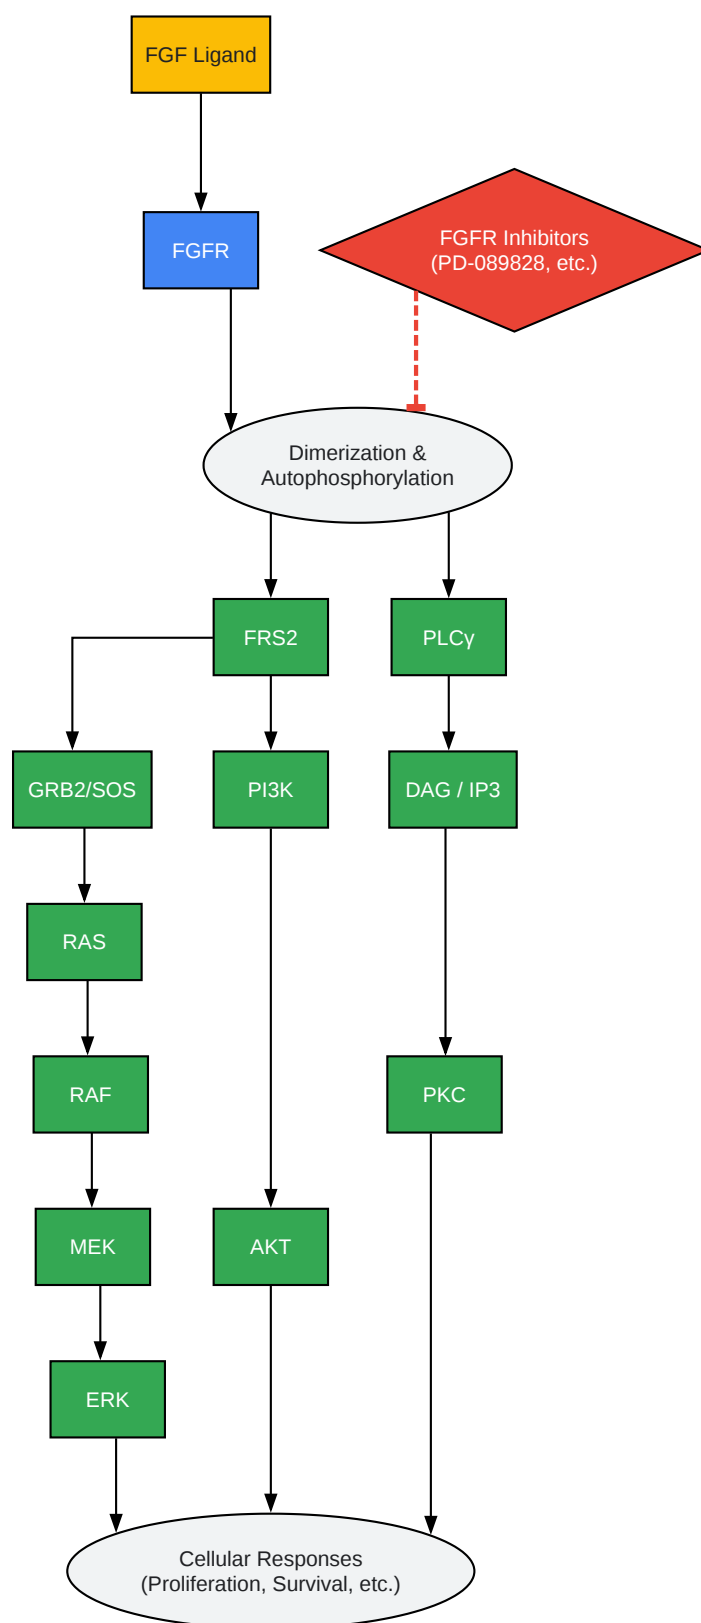 FGF Ligand
FGFR
FGFR Inhibitors
(PD-089828, etc.)
Dimerization &
Autophosphorylation
FRS2
PLCγ
GRB2/SOS
PI3K
DAG / IP3
RAS
RAF
PKC
MEK
AKT
ERK
Cellular Responses
(Proliferation, Survival, etc.)